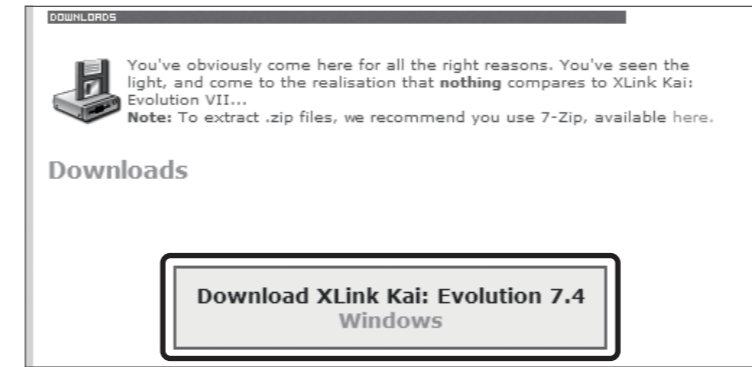 DOWNLOADS
You've obviously come here for all the right reasons. You've seen the
light, and come to the realisation that nothing compares to XLink Kai:
Evolution VII...
Note: To extract .zip files, we recommend you use 7-Zip, available here.
Downloads
Download XLink Kai: Evolution 7.4
Windows